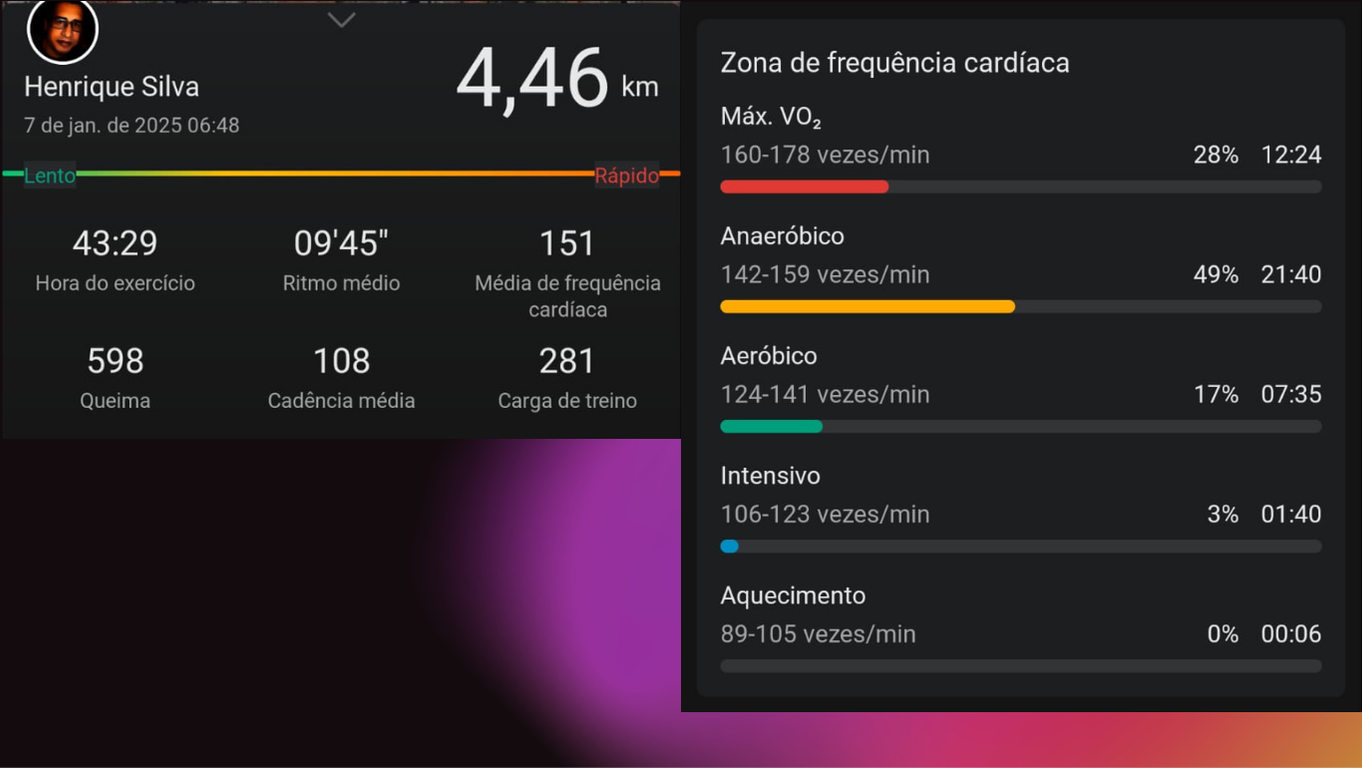 Henrique Silva
7 de jan. de 2025 06:48
4,46 km
Lento
Rápido
43:29
Hora do exercício
09'45"
Ritmo médio
151
Média de frequência
cardíaca
598
Queima
108
Cadência média
281
Carga de treino
Zona de frequência cardíaca
Máx. VO₂
160-178 vezes/min 28% 12:24
Anaeróbico
142-159 vezes/min 49% 21:40
Aeróbico
124-141 vezes/min 17% 07:35
Intensivo
106-123 vezes/min 3% 01:40
Aquecimento
89-105 vezes/min 0% 00:06